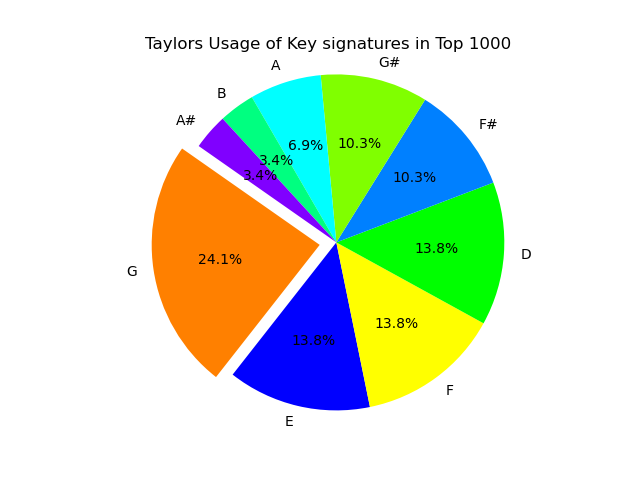 Taylors Usage of Key signatures in Top 1000
G#
A
B
A#
F#
6.9%
10.3%
3.4%
3.4%
10.3%
D
13.8%
G
24.1%
13.8%
13.8%
F
E